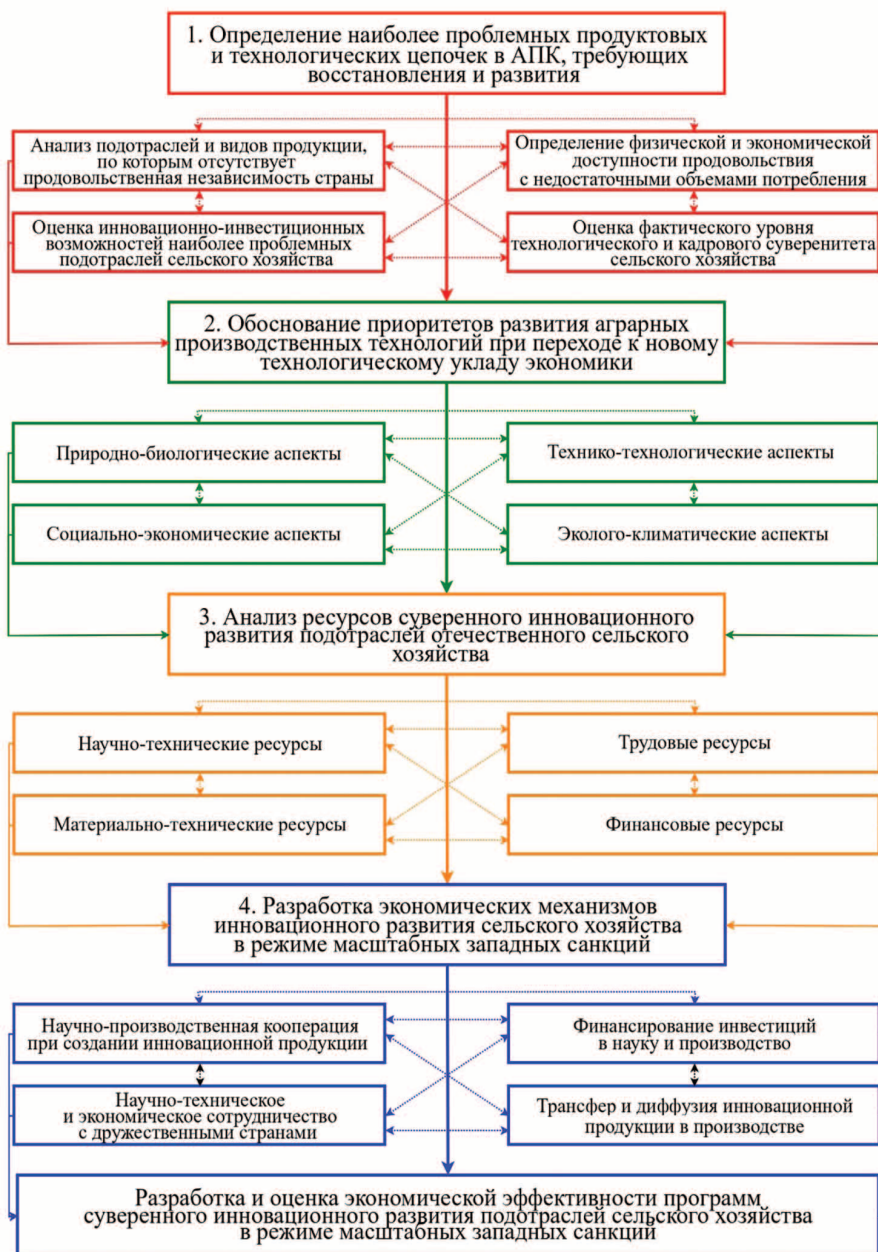 1. Определение наиболее проблемных продуктовых
и технологических цепочек в АПК, требующих
восстановления и развития
Анализ подотраслей и видов продукции,
по которым отсутствует
продовольственная независимость страны
Определение физической и экономической
доступности продовольствия
с недостаточными объемами потребления
Оценка инновационно-инвестиционных
возможностей наиболее проблемных
подотраслей сельского хозяйства
Оценка фактического уровня
технологического и кадрового суверенитета
сельского хозяйства
2. Обоснование приоритетов развития аграрных
производственных технологий при переходе к новому
технологическому укладу экономики
Природно-биологические аспекты
Технико-технологические аспекты
Социально-экономические аспекты
Эколого-климатические аспекты
3. Анализ ресурсов суверенного инновационного
развития подотраслей отечественного сельского
хозяйства
Научно-технические ресурсы
Трудовые ресурсы
Материально-технические ресурсы
Финансовые ресурсы
4. Разработка экономических механизмов
инновационного развития сельского хозяйства
в режиме масштабных западных санкций
Научно-производственная кооперация
при создании инновационной продукции
Финансирование инвестиций
в науку и производство
Научно-техническое
и экономическое сотрудничество
с дружественными странами
Трансфер и диффузия инновационной
продукции в производстве
Разработка и оценка экономической эффективности программ
суверенного инновационного развития подотраслей сельского хозяйства
в режиме масштабных западных санкций